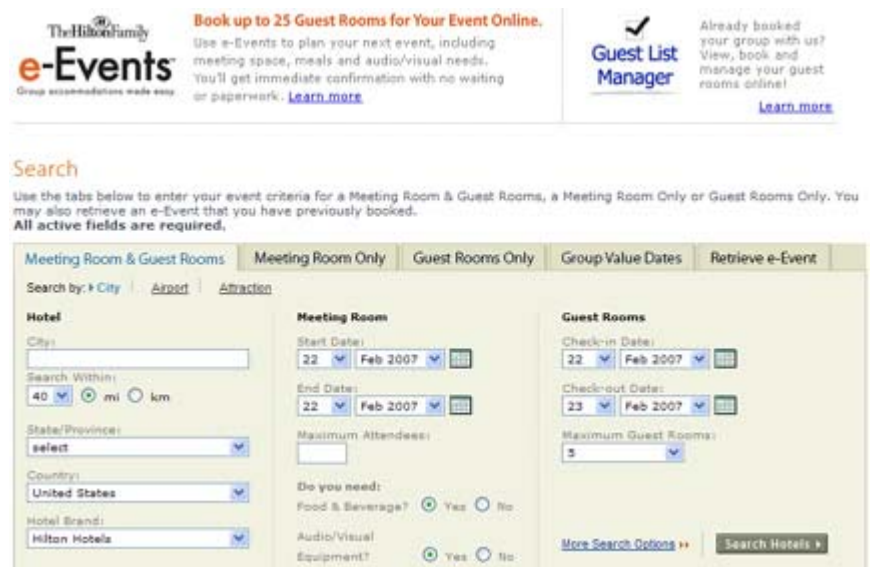 TheHiltonFamily
e-Events
Group accommodations made easy.
Book up to 25 Guest Rooms for Your Event Online.
Use e-Events to plan your next event, including
meeting space, meals and audio/visual needs.
You'll get immediate confirmation with no waiting
or paperwork. Learn more
Guest List
Manager
Already booked
your group with us?
View, book and
manage your guest
rooms online!
Learn more
Search
Use the tabs below to enter your event criteria for a Meeting Room & Guest Rooms, a Meeting Room Only or Guest Rooms Only. You
may also retrieve an e-Event that you have previously booked.
All active fields are required.
Meeting Room & Guest Rooms Meeting Room Only Guest Rooms Only Group Value Dates Retrieve e-Event
Search by: City Airport Attraction
Hotel
City:
Search Within:
40 mi km
State/Province:
select
Country:
United States
Hotel Brand:
Hilton Hotels
Meeting Room
Start Date:
22 Feb 2007
End Date:
22 Feb 2007
Maximum Attendees:
Do you need:
Food & Beverage? Yes No
Audio/Visual
Equipment? Yes No
Guest Rooms
Check-in Date:
22 Feb 2007
Check-out Date:
23 Feb 2007
Maximum Guest Rooms:
5
More Search Options
Search Hotels